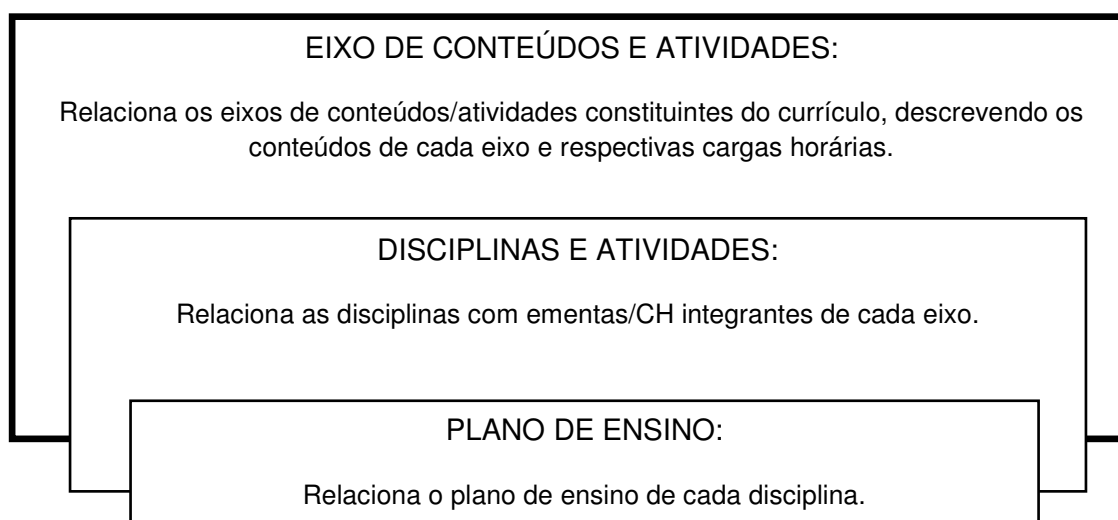 EIXO DE CONTEÚDOS E ATIVIDADES:
Relaciona os eixos de conteúdos/atividades constituintes do currículo, descrevendo os
conteúdos de cada eixo e respectivas cargas horárias.
DISCIPLINAS E ATIVIDADES:
Relaciona as disciplinas com ementas/CH integrantes de cada eixo.
PLANO DE ENSINO:
Relaciona o plano de ensino de cada disciplina.